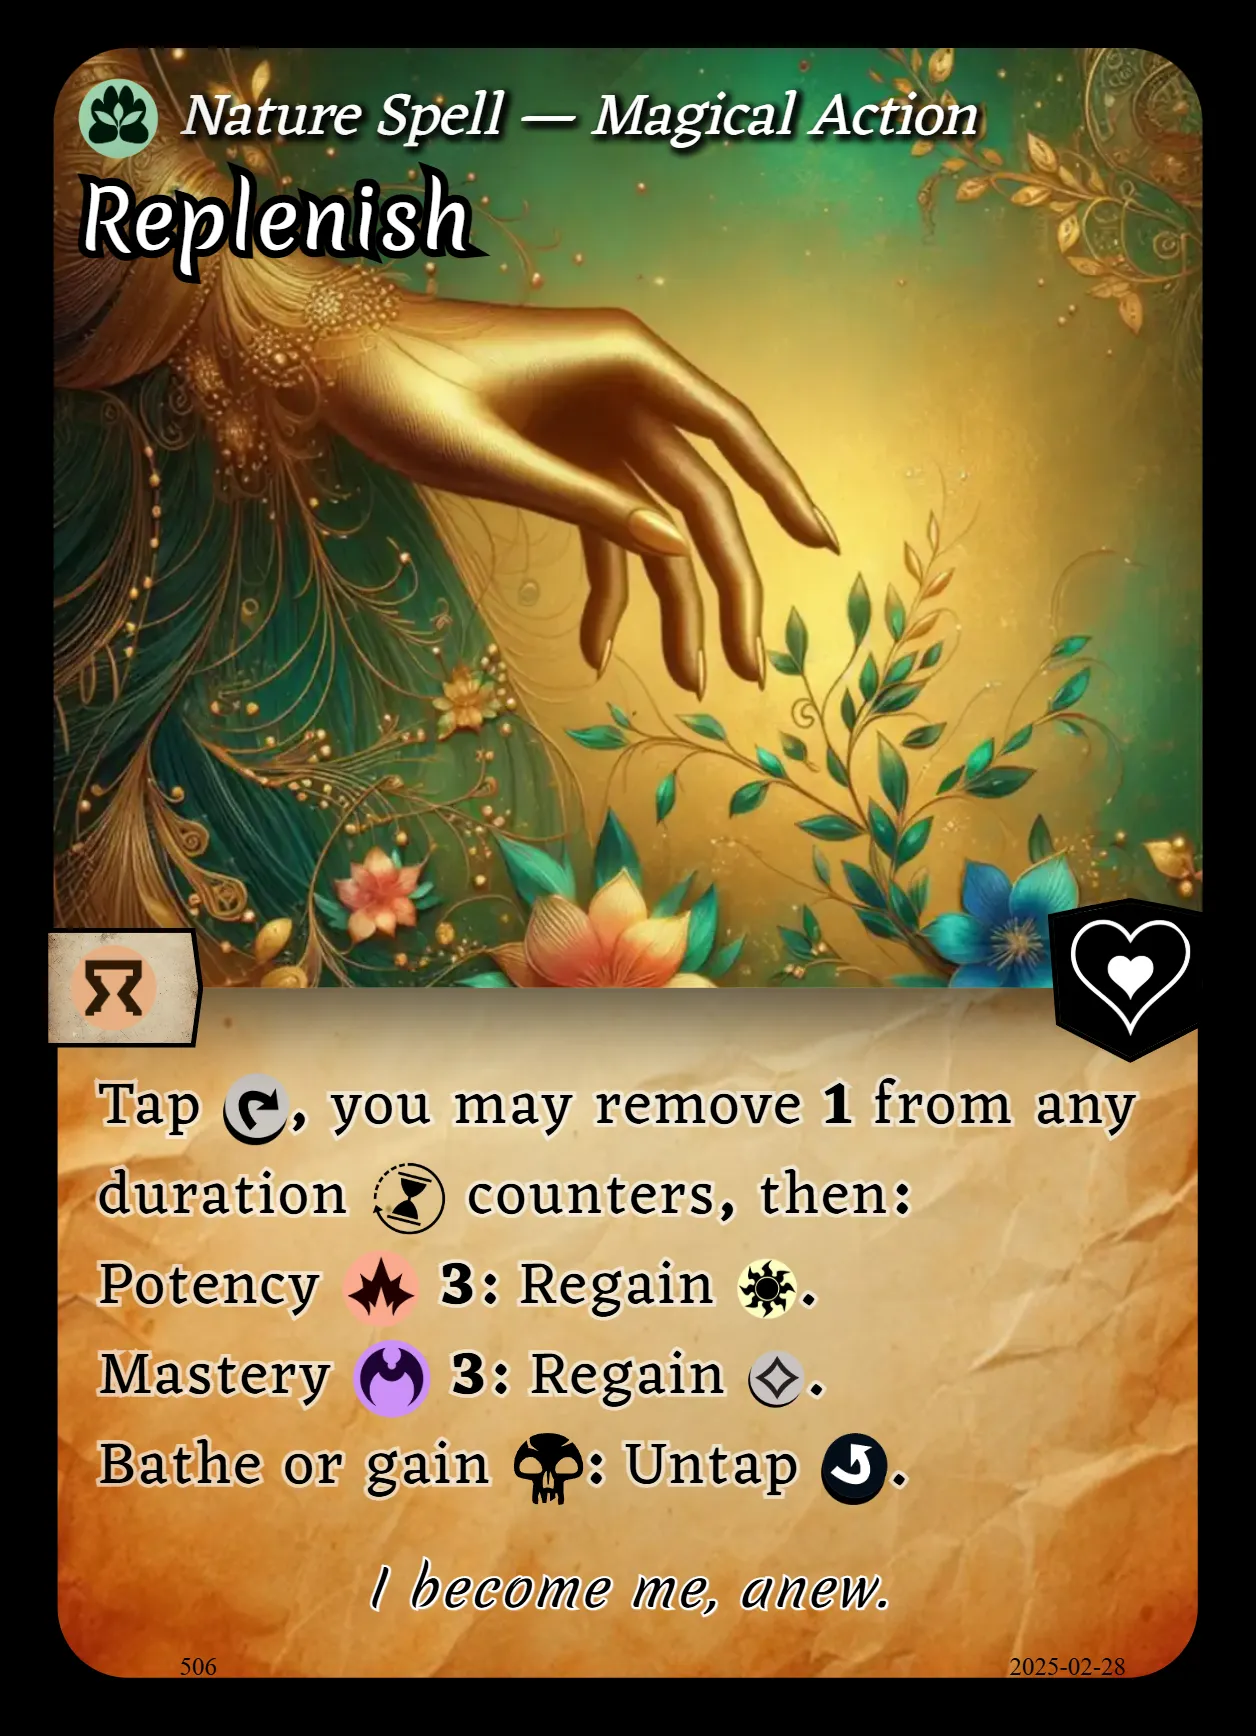 Nature Spell — Magical Action
Replenish
Tap , you may remove 1 from any
duration counters, then:
Potency 3: Regain .
Mastery 3: Regain .
Bathe or gain : Untap .
I become me, anew.
506
2025-02-28